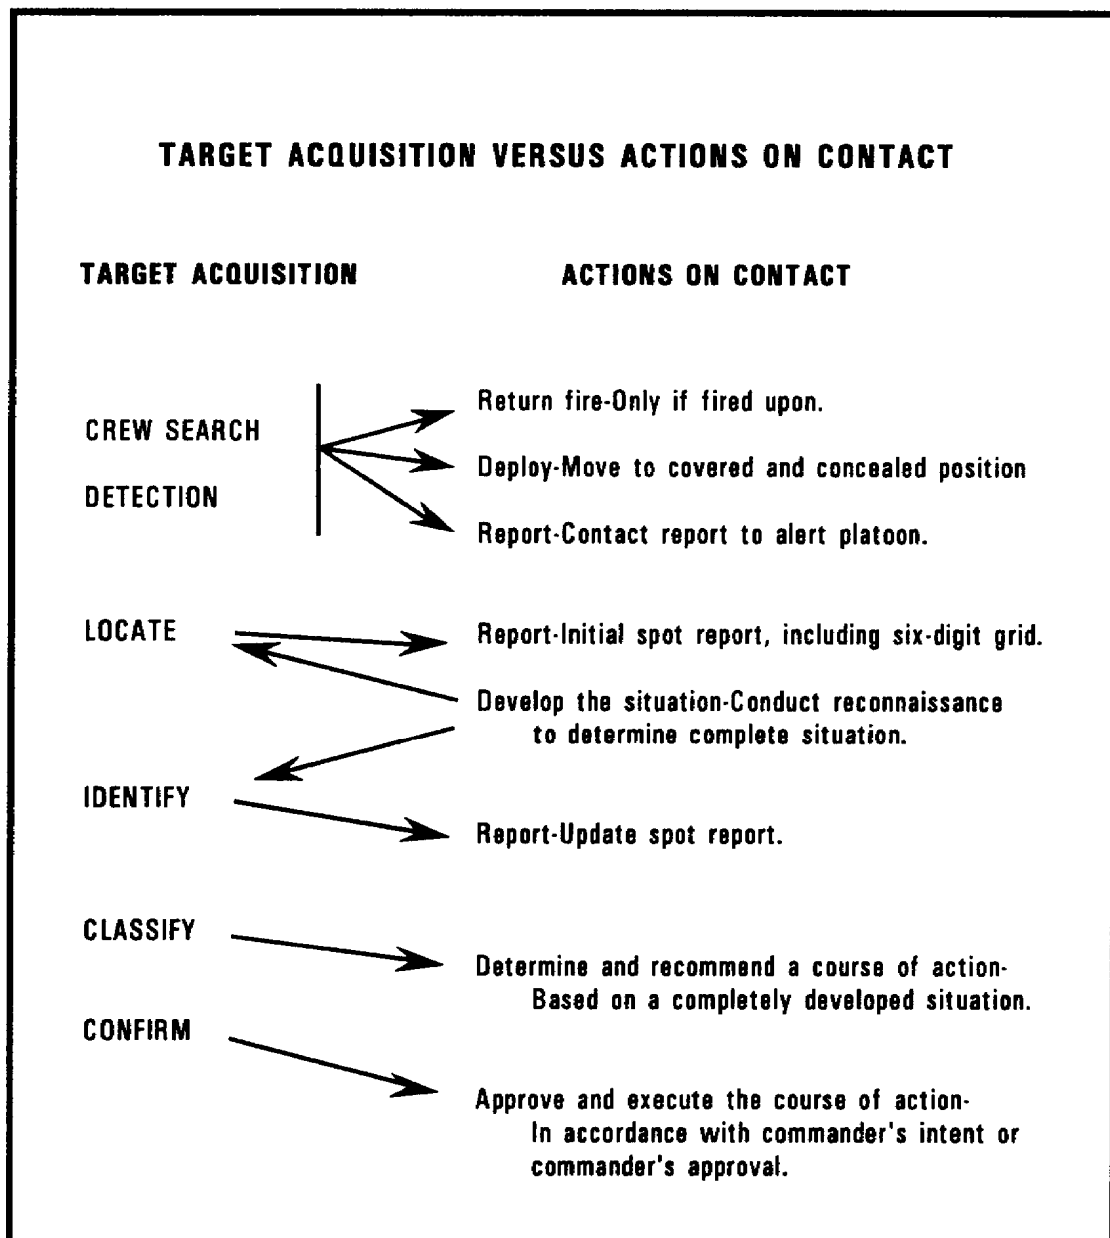 TARGET ACQUISITION VERSUS ACTIONS ON CONTACT
TARGET ACQUISITION
ACTIONS ON CONTACT
CREW SEARCH
DETECTION
Return fire-Only if fired upon.
Deploy-Move to covered and concealed position
Report-Contact report to alert platoon.
LOCATE
Report-Initial spot report, including six-digit grid.
Develop the situation-Conduct reconnaissance
to determine complete situation.
IDENTIFY
Report-Update spot report.
CLASSIFY
Determine and recommend a course of action-
Based on a completely developed situation.
CONFIRM
Approve and execute the course of action-
In accordance with commander's intent or
commander's approval.